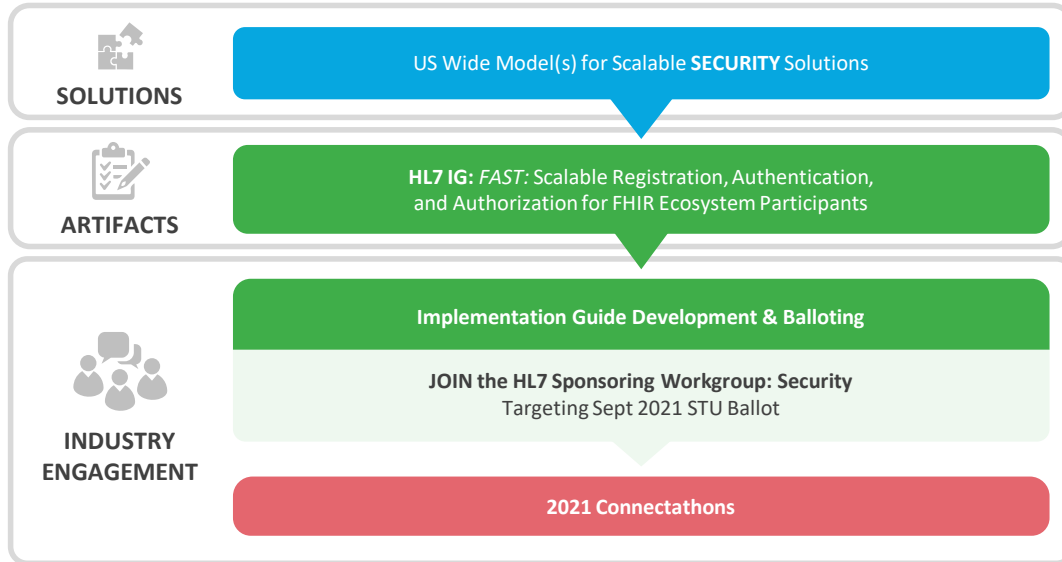 SOLUTIONS
US Wide Model(s) for Scalable SECURITY Solutions
ARTIFACTS
HL7 IG: FAST: Scalable Registration, Authentication,
and Authorization for FHIR Ecosystem Participants
INDUSTRY
ENGAGEMENT
Implementation Guide Development & Balloting
JOIN the HL7 Sponsoring Workgroup: Security
Targeting Sept 2021 STU Ballot
2021 Connectathons